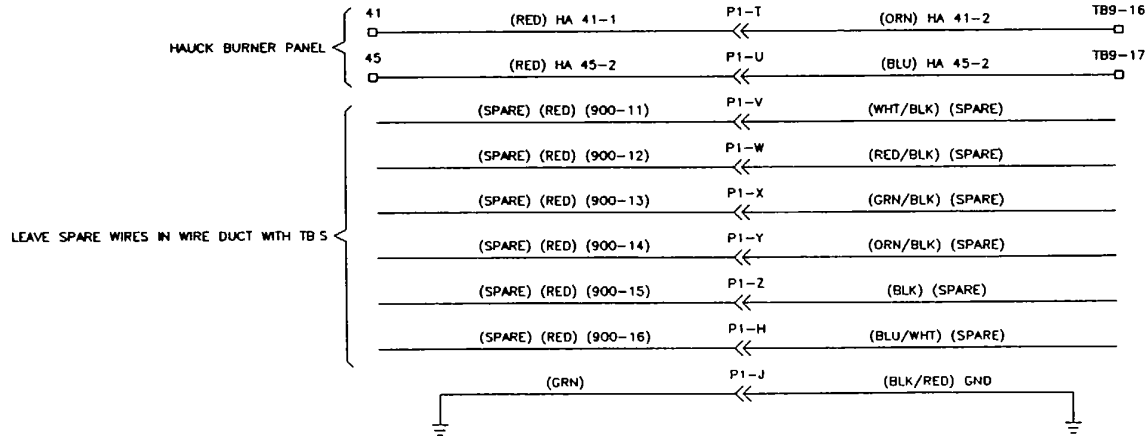 41 P1-T TB9-16
(RED) HA 41-1 (ORN) HA 41-2
HAUCK BURNER PANEL
45 P1-U TB9-17
(RED) HA 45-2 (BLU) HA 45-2
P1-V
(SPARE) (RED) (900-11) (WHT/BLK) (SPARE)
P1-W
(SPARE) (RED) (900-12) (RED/BLK) (SPARE)
P1-X
(SPARE) (RED) (900-13) (GRN/BLK) (SPARE)
LEAVE SPARE WIRES IN WIRE DUCT WITH TB 5
P1-Y
(SPARE) (RED) (900-14) (ORN/BLK) (SPARE)
P1-Z
(SPARE) (RED) (900-15) (BLK) (SPARE)
P1-H
(SPARE) (RED) (900-16) (BLU/WHT) (SPARE)
P1-J
(GRN) (BLK/RED) GND